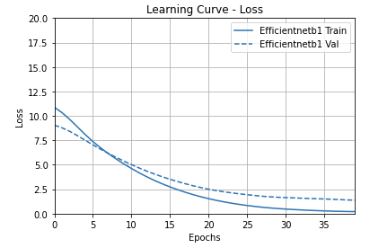 Learning Curve - Loss
20.0
17.5
15.0
12.5
10.0
7.5
5.0
2.5
0.0
Loss
Efficientnetb1 Train
Efficientnetb1 Val
0 5 10 15 20 25 30 35
Epochs